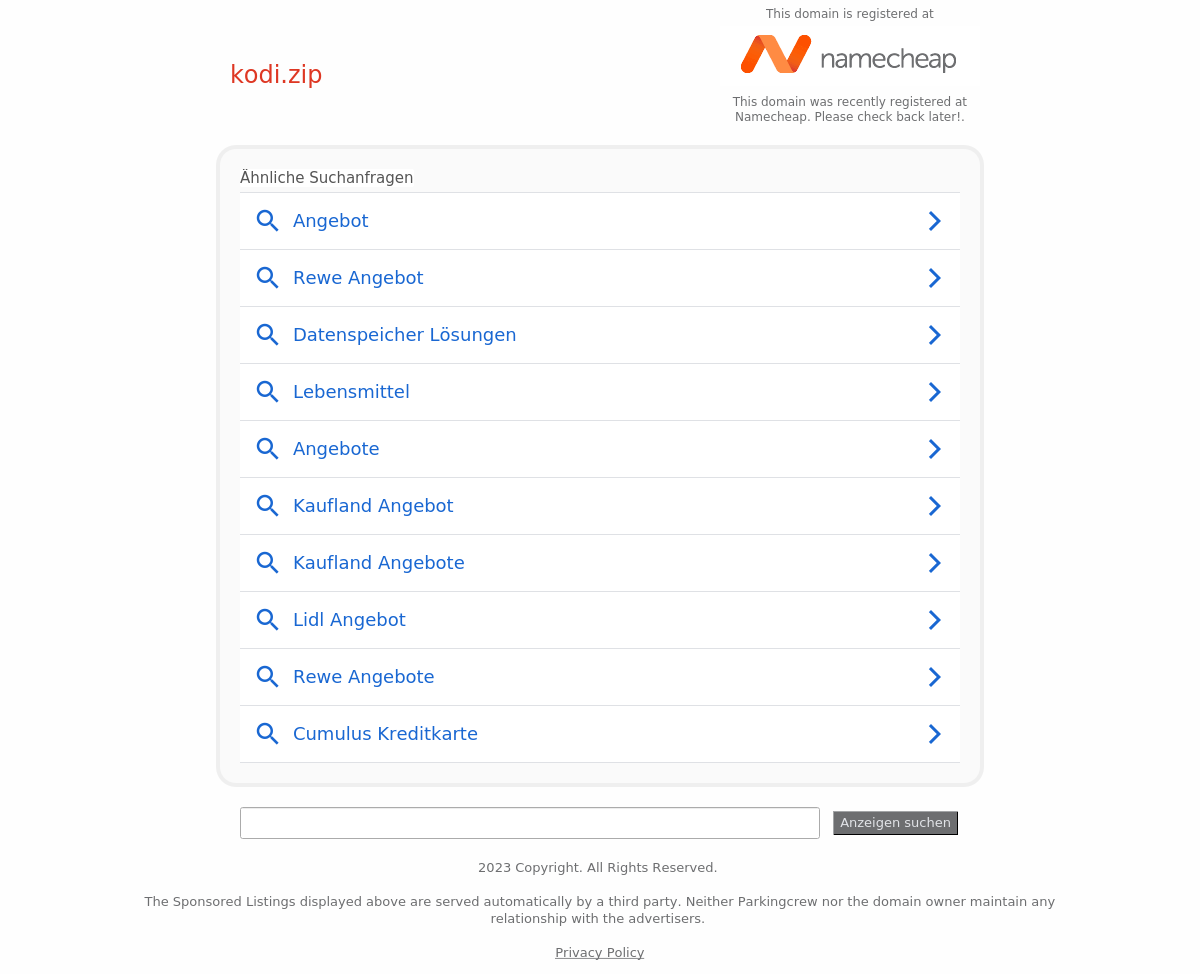 This domain is registered at
kodi.zip
namecheap
This domain was recently registered at
Namecheap. Please check back later!.
Ähnliche Suchanfragen
Angebot
Rewe Angebot
Datenspeicher Lösungen
Lebensmittel
Angebote
Kaufland Angebot
Kaufland Angebote
Lidl Angebot
Rewe Angebote
Cumulus Kreditkarte
Anzeigen suchen
2023 Copyright. All Rights Reserved.
The Sponsored Listings displayed above are served automatically by a third party. Neither Parkingcrew nor the domain owner maintain any
relationship with the advertisers.
Privacy Policy